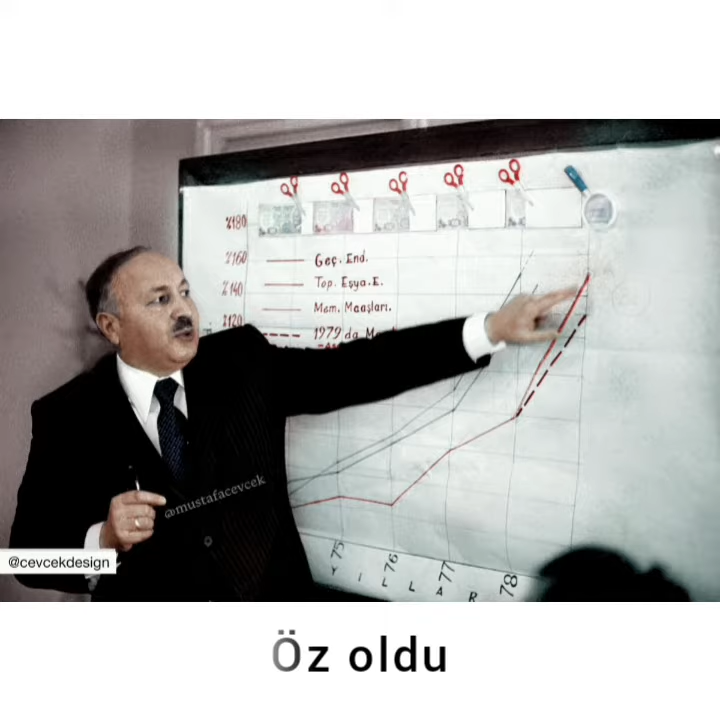 %180
%160
Geç. End.
%140
Top. Eşya.E.
Mem. Maaşları.
%120
1979 da
@mustafacevcek
@cevcekdesign
75
76
77
78
YILLAR
Öz oldu